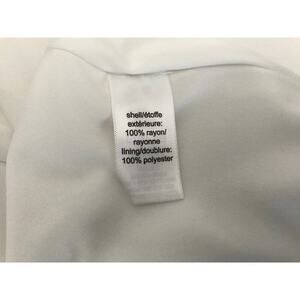 shell/étoffe
extérieure:
100% rayon/
rayonne
lining/doublure:
100% polyester